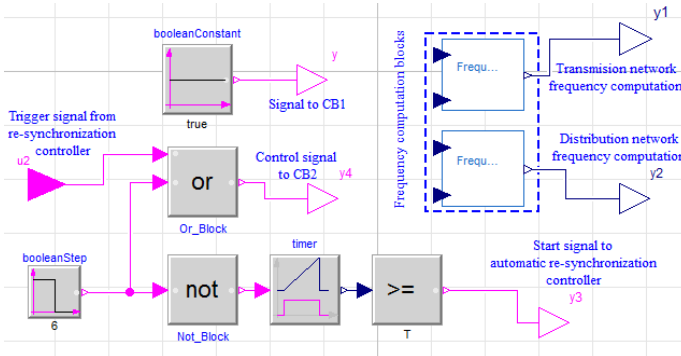 booleanConstant
true
y
Signal to CB1
Trigger signal from
re-synchronization
controller
u2
or
Or_Block
Control signal
to CB2
y4
booleanStep
6
not
Not_Block
timer
>=
T
Start signal to
automatic re-synchronization
controller
y3
Frequency computation blocks
Frequ...
Frequ...
y1
Transmision network
frequency computation
Distribution network
frequency computation
y2